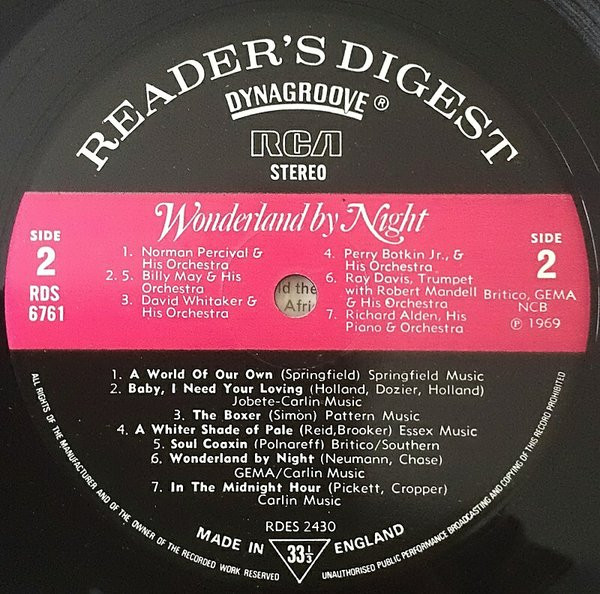 READER'S DIGEST
DYNAGROOVE ®
RCA
STEREO
Wonderland by Night
SIDE
2
RDS
6761
1. Norman Percival &
His Orchestra
2. 5. Billy May & His
Orchestra
3. David Whitaker &
His Orchestra
ld the
Afri
4. Perry Botkin Jr., &
His Orchestra
6. Ray Davis, Trumpet
with Robert Mandell
& His Orchestra
7. Richard Alden, His
Piano & Orchestra
SIDE
2
Britico, GEMA
NCB
℗ 1969
1. A World Of Our Own (Springfield) Springfield Music
2. Baby, I Need Your Loving (Holland, Dozier, Holland)
Jobete-Carlin Music
3. The Boxer (Simon) Pattern Music
4. A Whiter Shade of Pale (Reid,Brooker) Essex Music
5. Soul Coaxin (Polnareff) Britico/Southern
6. Wonderland by Night (Neumann, Chase)
GEMA/Carlin Music
7. In The Midnight Hour (Pickett, Cropper)
Carlin Music
RDES 2430
MADE IN 33⅓ ENGLAND
ALL RIGHTS OF THE MANUFACTURER AND OF THE OWNER OF THE RECORDED WORK RESERVED
UNAUTHORISED PUBLIC PERFORMANCE BROADCASTING AND COPYING OF THIS RECORD PROHIBITED